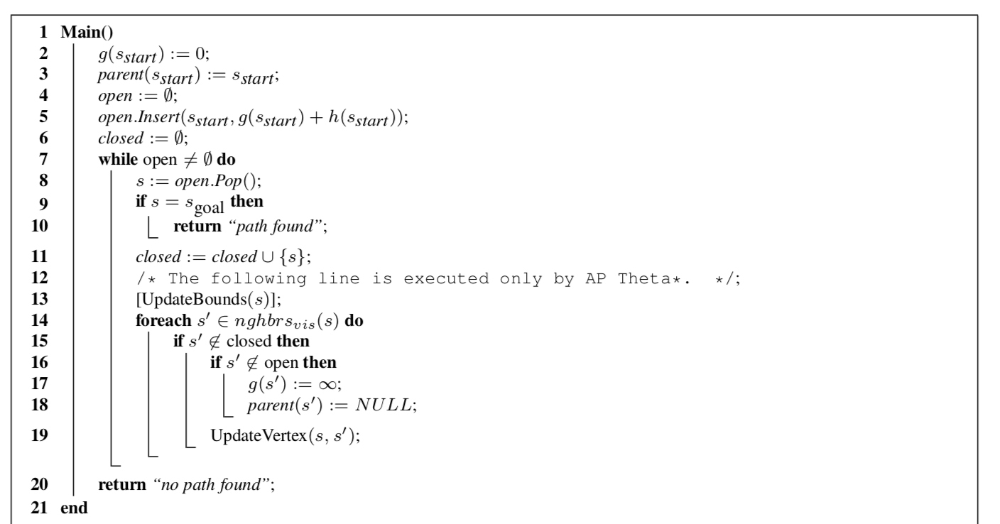 1 Main()
2 g(s_start) := 0;
3 parent(s_start) := s_start;
4 open := ∅;
5 open.Insert(s_start, g(s_start) + h(s_start));
6 closed := ∅;
7 while open ≠ ∅ do
8 s := open.Pop();
9 if s = s_goal then
10 return “path found”;
11 closed := closed ∪ {s};
12 /* The following line is executed only by AP Theta*. */;
13 [UpdateBounds(s)];
14 foreach s′ ∈ nghbrs_vis(s) do
15 if s′ ∉ closed then
16 if s′ ∉ open then
17 g(s′) := ∞;
18 parent(s′) := NULL;
19 UpdateVertex(s, s′);
20 return “no path found”;
21 end